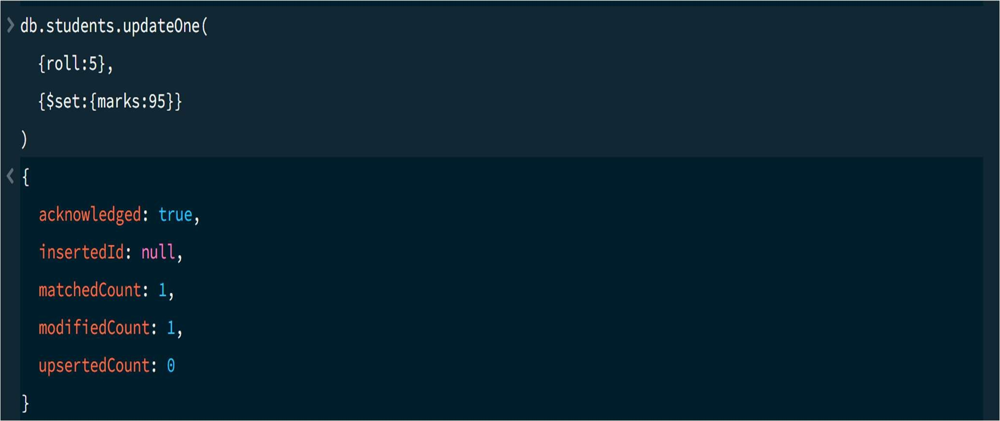 db.students.updateOne(
{roll:5},
{$set:{marks:95}}
)
{
acknowledged: true,
insertedId: null,
matchedCount: 1,
modifiedCount: 1,
upsertedCount: 0
}